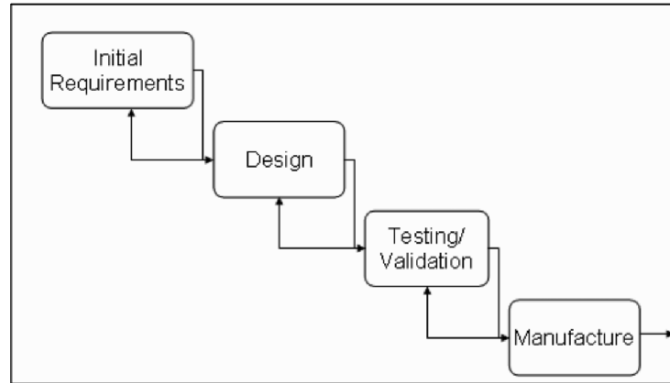 Initial
Requirements
Design
Testing/
Validation
Manufacture